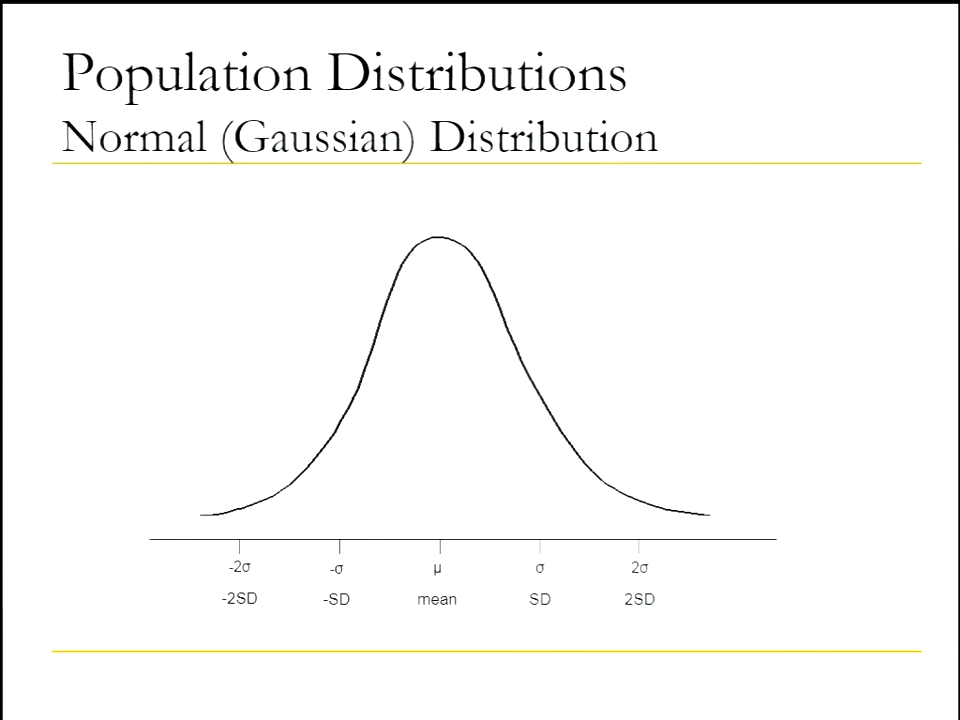 Population Distributions
Normal (Gaussian) Distribution
-2σ -σ μ σ 2σ
-2SD -SD mean SD 2SD